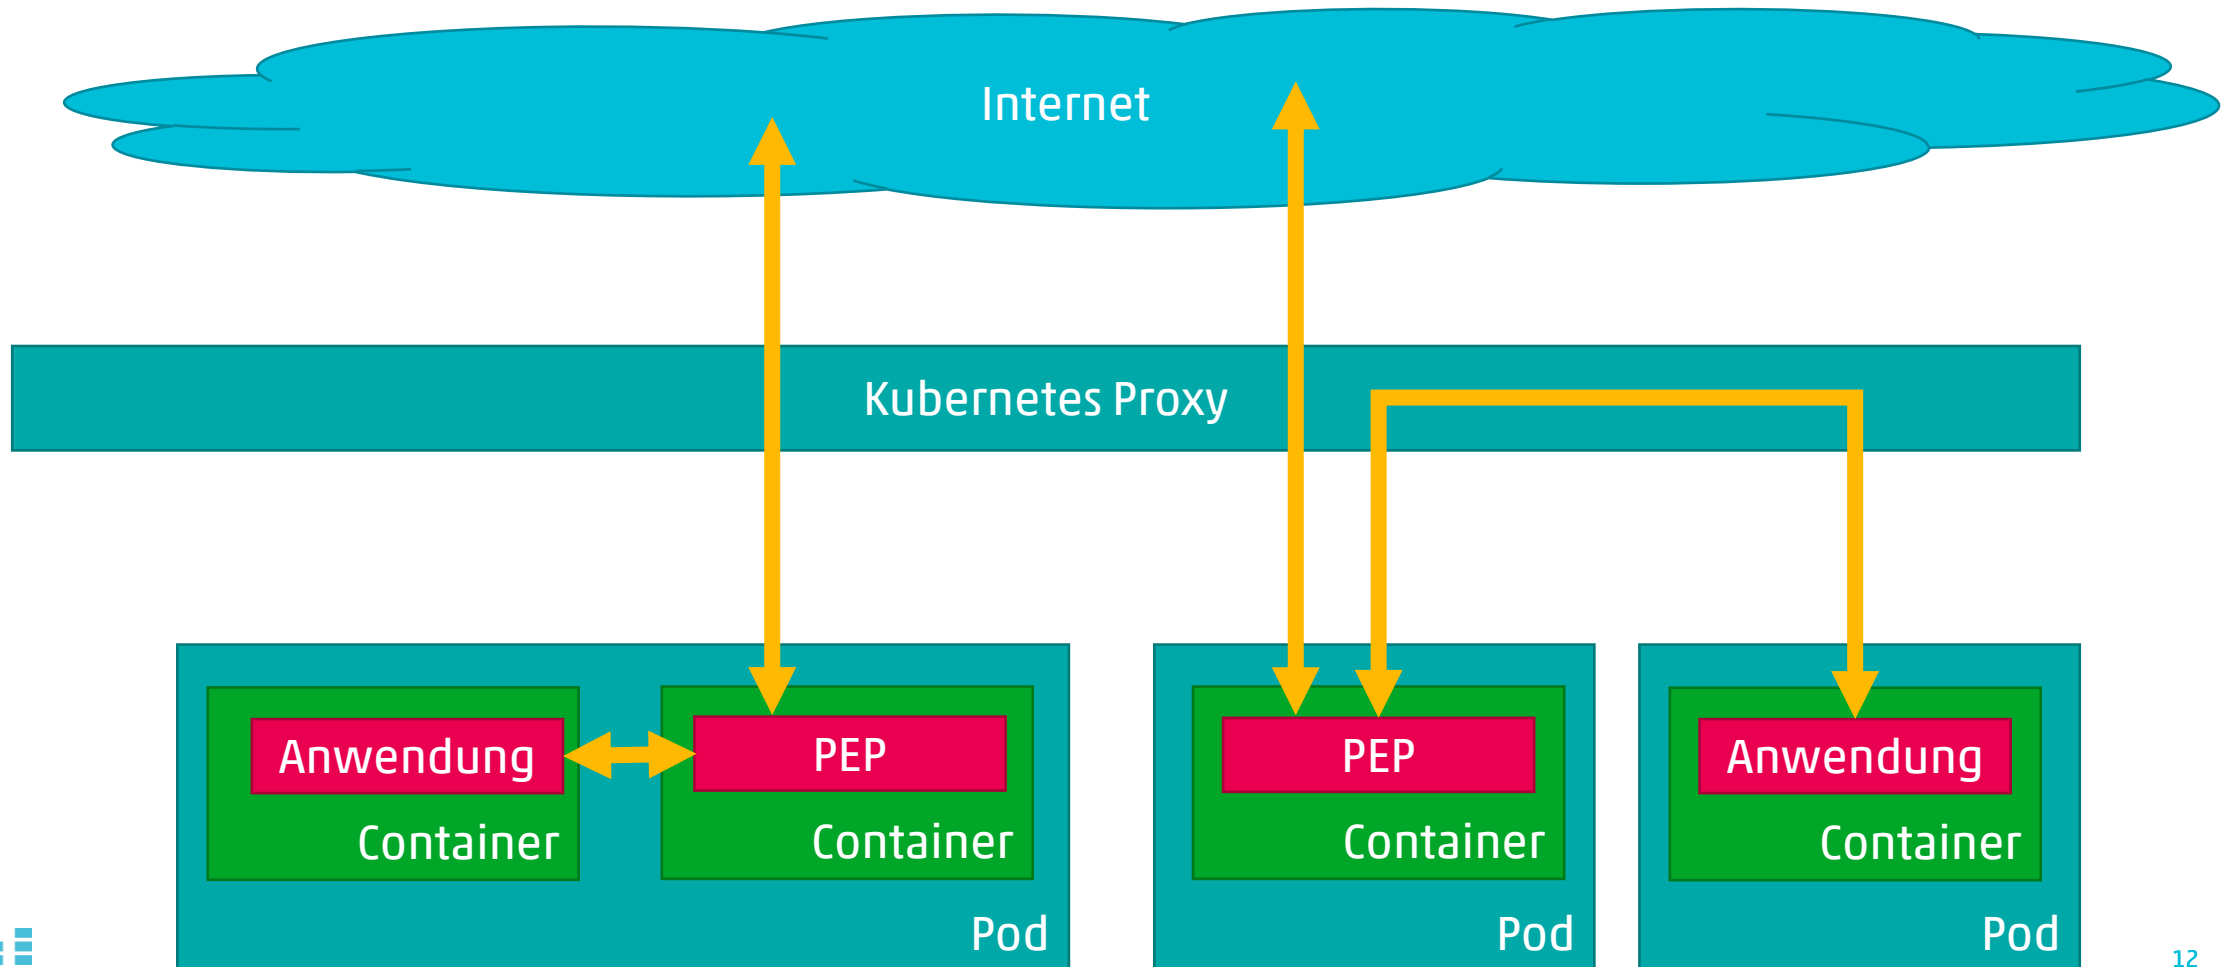 Internet
Kubernetes Proxy
Anwendung
Container
PEP
Container
Pod
PEP
Container
Pod
Anwendung
Container
Pod
12